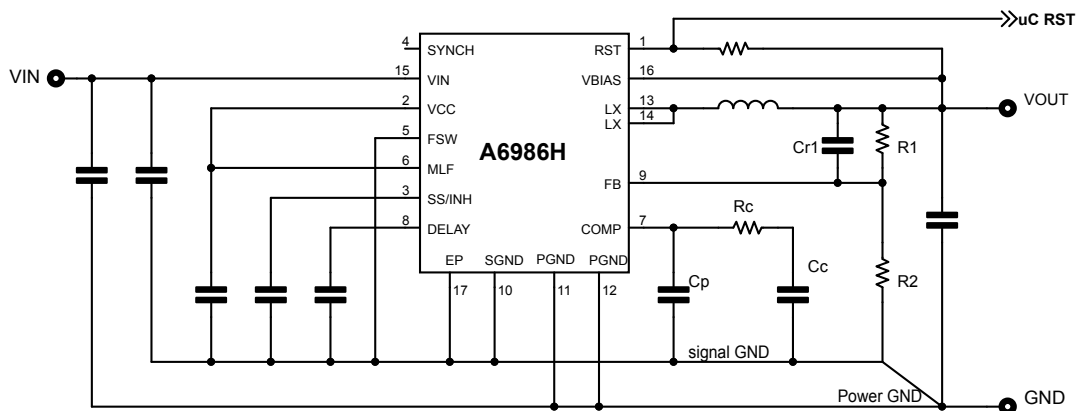 uC RST
4 SYNCH RST 1
VIN 15 VIN VBIAS 16
2 VCC LX 13 VOUT
LX 14
5 FSW
A6986H
Cr1 R1
6 MLF
FB 9
3 SS/INH
Rc
8 DELAY COMP 7
EP SGND PGND PGND
17 10 11 12
Cp Cc R2
signal GND
Power GND GND